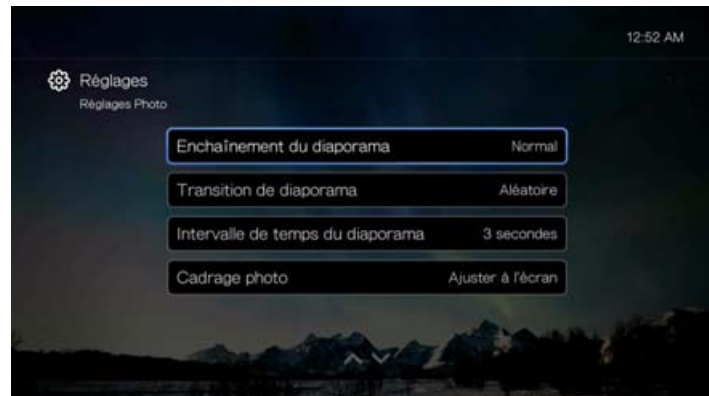 12:52 AM
Réglages
Réglages Photo
Enchaînement du diaporama Normal
Transition de diaporama Aléatoire
Intervalle de temps du diaporama 3 secondes
Cadrage photo Ajuster à l'écran